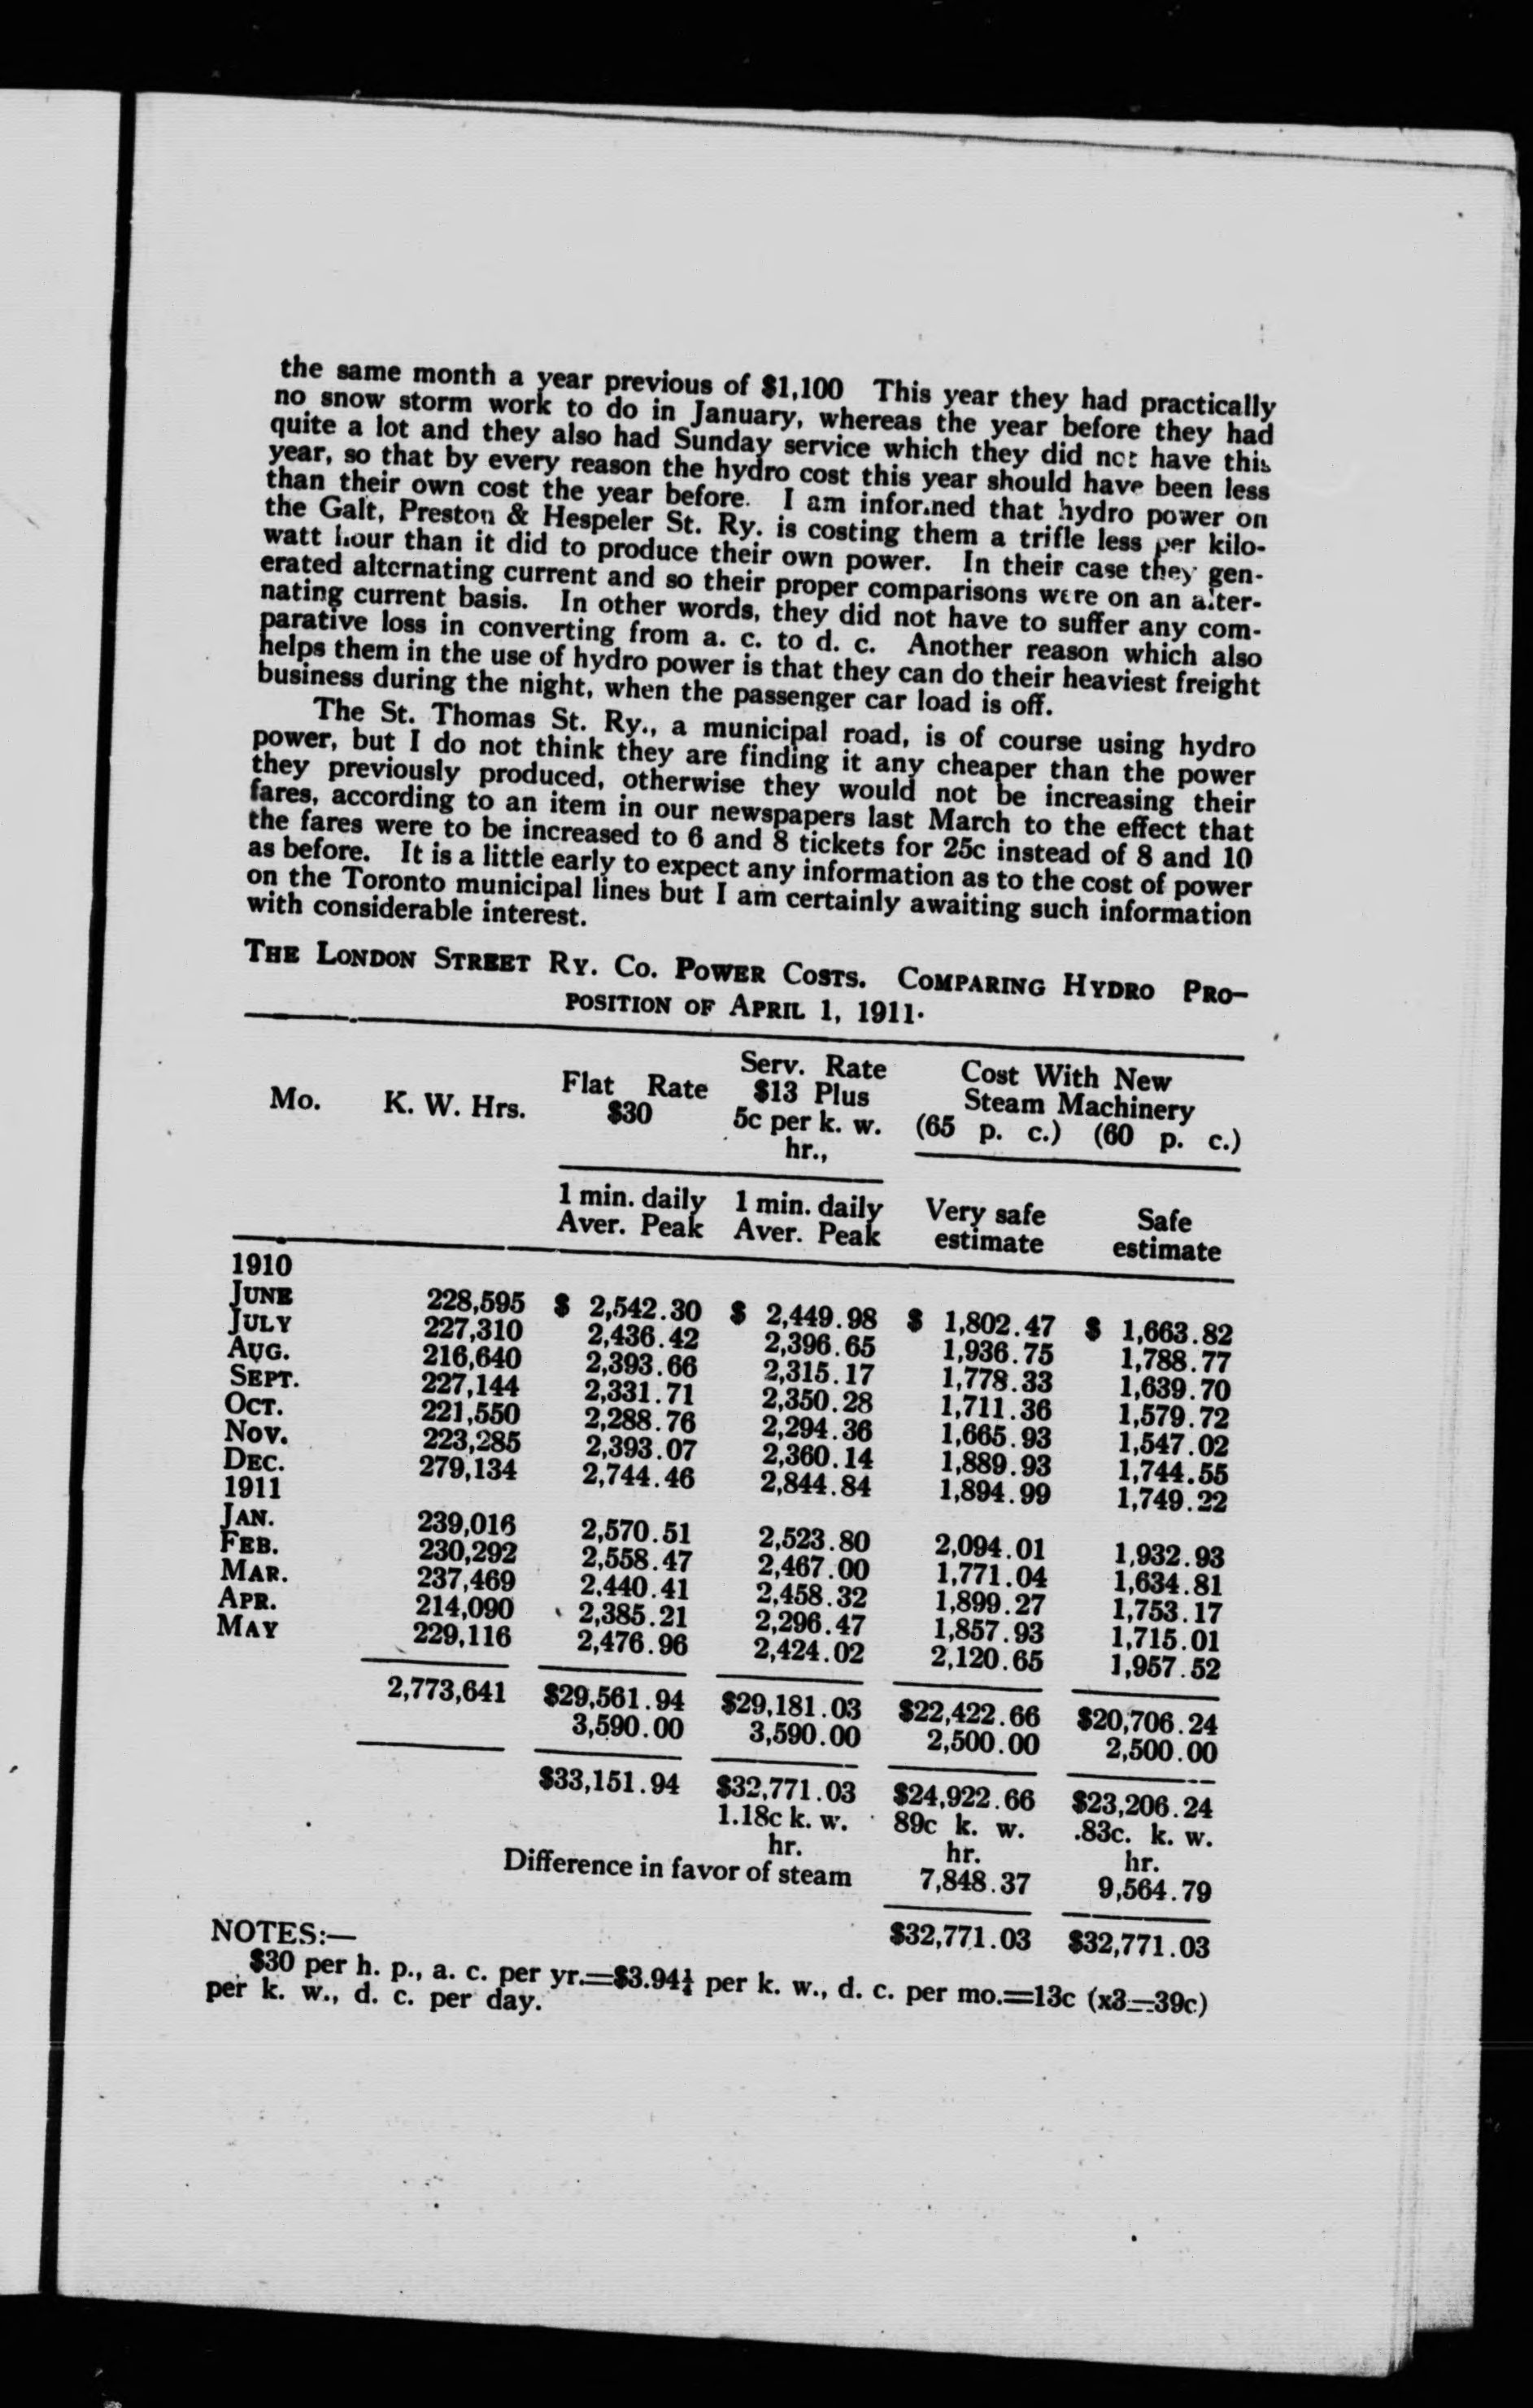 the same month a year previous of $1,100 This year they had practically
no snow storm work to do in January, whereas the year before they had
quite a lot and they also had Sunday service which they did not have this
year, so that by every reason the hydro cost this year should have been less
than their own cost the year before. I am informed that hydro power on
the Galt, Preston & Hespeler St. Ry. is costing them a trifle less per kilo-
watt hour than it did to produce their own power. In their case they gen-
erated alternating current and so their proper comparisons were on an alter-
nating current basis. In other words, they did not have to suffer any com-
parative loss in converting from a. c. to d. c. Another reason which also
helps them in the use of hydro power is that they can do their heaviest freight
business during the night, when the passenger car load is off.
The St. Thomas St. Ry., a municipal road, is of course using hydro
power, but I do not think they are finding it any cheaper than the power
they previously produced, otherwise they would not be increasing their
fares, according to an item in our newspapers last March to the effect that
the fares were to be increased to 6 and 8 tickets for 25c instead of 8 and 10
as before. It is a little early to expect any information as to the cost of power
on the Toronto municipal lines but I am certainly awaiting such information
with considerable interest.
THE LONDON STREET RY. CO. POWER COSTS. COMPARING HYDRO PRO-
POSITION OF APRIL 1, 1911.
Mo. K. W. Hrs. Flat Rate $30 Serv. Rate $13 Plus 5c per k. w. hr., Cost With New Steam Machinery (65 p. c.) (60 p. c.)
1 min. daily 1 min. daily Very safe Safe
Aver. Peak Aver. Peak estimate estimate
1910
JUNE 228,595 $ 2,542.30 $ 2,449.98 $ 1,802.47 $ 1,663.82
JULY 227,310 2,436.42 2,396.65 1,936.75 1,788.77
AUG. 216,640 2,393.66 2,315.17 1,778.33 1,639.70
SEPT. 227,144 2,331.71 2,350.28 1,711.36 1,579.72
OCT. 221,550 2,288.76 2,294.36 1,665.93 1,547.02
NOV. 223,285 2,393.07 2,360.14 1,889.93 1,744.55
DEC. 279,134 2,744.46 2,844.84 1,894.99 1,749.22
1911
JAN. 239,016 2,570.51 2,523.80 2,094.01 1,932.93
FEB. 230,292 2,558.47 2,467.00 1,771.04 1,634.81
MAR. 237,469 2,440.41 2,458.32 1,899.27 1,753.17
APR. 214,090 2,385.21 2,296.47 1,857.93 1,715.01
MAY 229,116 2,476.96 2,424.02 2,120.65 1,957.52
2,773,641 $29,561.94 $29,181.03 $22,422.66 $20,706.24
3,590.00 3,590.00 2,500.00 2,500.00
$33,151.94 $32,771.03 $24,922.66 $23,206.24
1.18c k. w. 89c k. w. .83c. k. w.
hr. hr. hr.
Difference in favor of steam 7,848.37 9,564.79
$32,771.03 $32,771.03
NOTES:—
$30 per h. p., a. c. per yr.=$3.94¼ per k. w., d. c. per mo.=13c (x3=39c)
per k. w., d. c. per day.